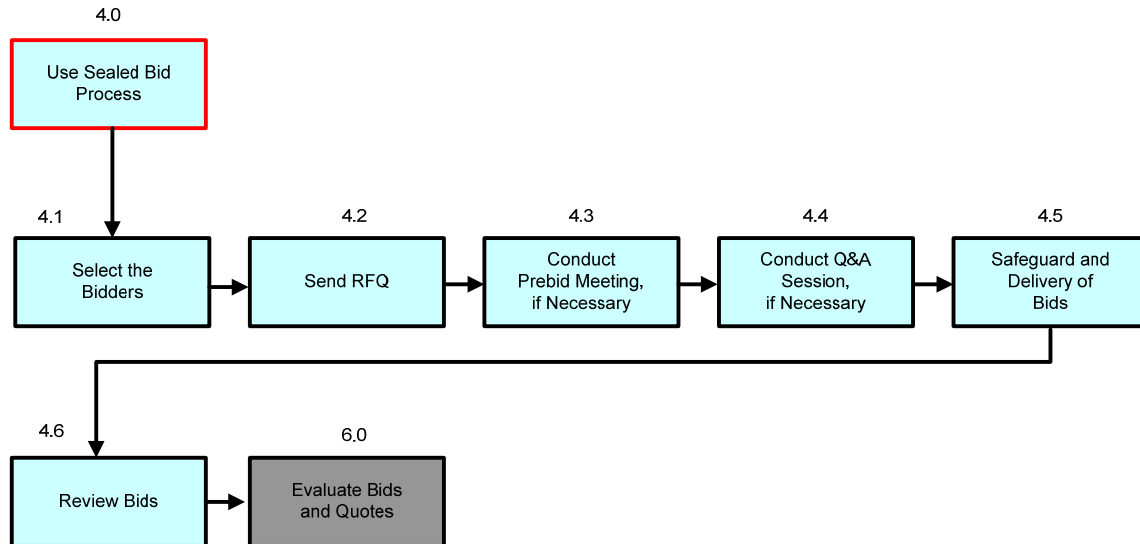 4.0
Use Sealed Bid
Process
4.1
Select the
Bidders
4.2
Send RFQ
4.3
Conduct
Prebid Meeting,
if Necessary
4.4
Conduct Q&A
Session,
if Necessary
4.5
Safeguard and
Delivery of
Bids
4.6
Review Bids
6.0
Evaluate Bids
and Quotes